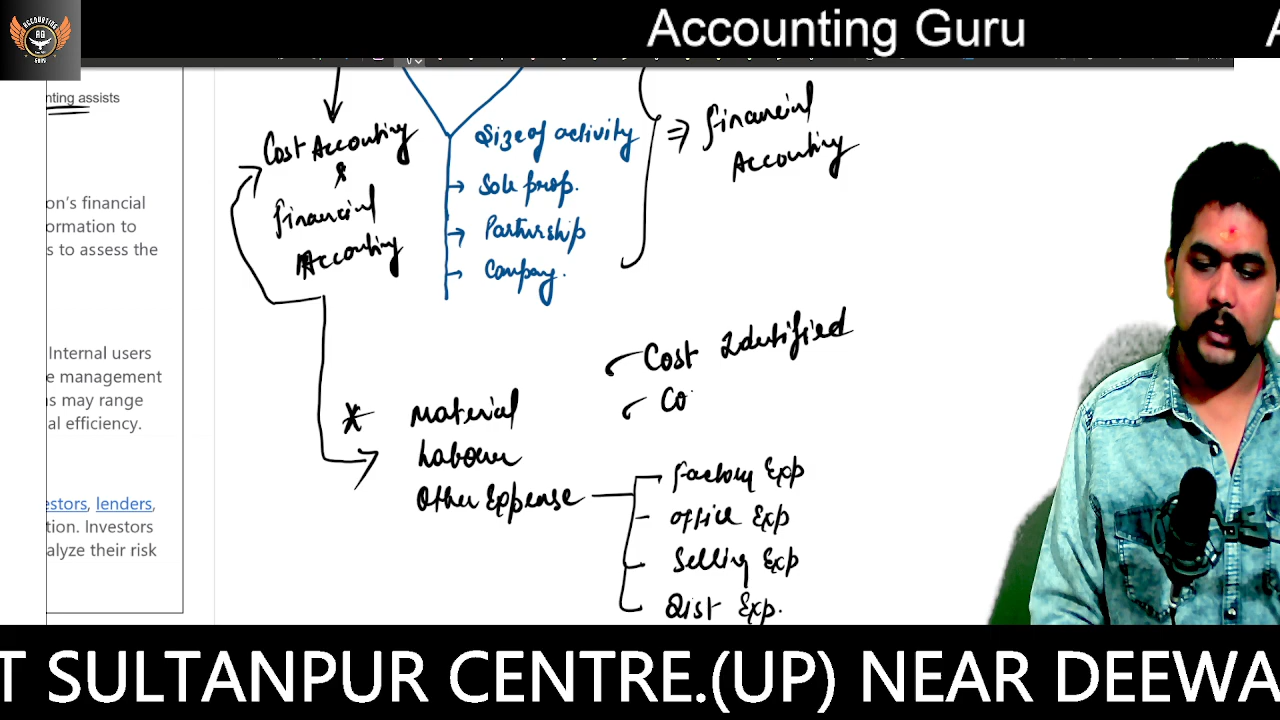 Accounting Guru
A
ACCOUNTING
AG
GURU
nting assists
on's financial
ormation to
s to assess the
Internal users
e management
s may range
al efficiency.
estors, lenders,
tion. Investors
alyze their risk
Cost Accounting
&
Financial
Accounting
Size of activity
Sole prop.
Partnership
Company.
⇒ Financial
Accounting
Cost Identified
Co
* Material
Labour
Other Expense
Factory Exp
Office Exp
Selling Exp
Dist Exp.
T SULTANPUR CENTRE.(UP) NEAR DEEWA